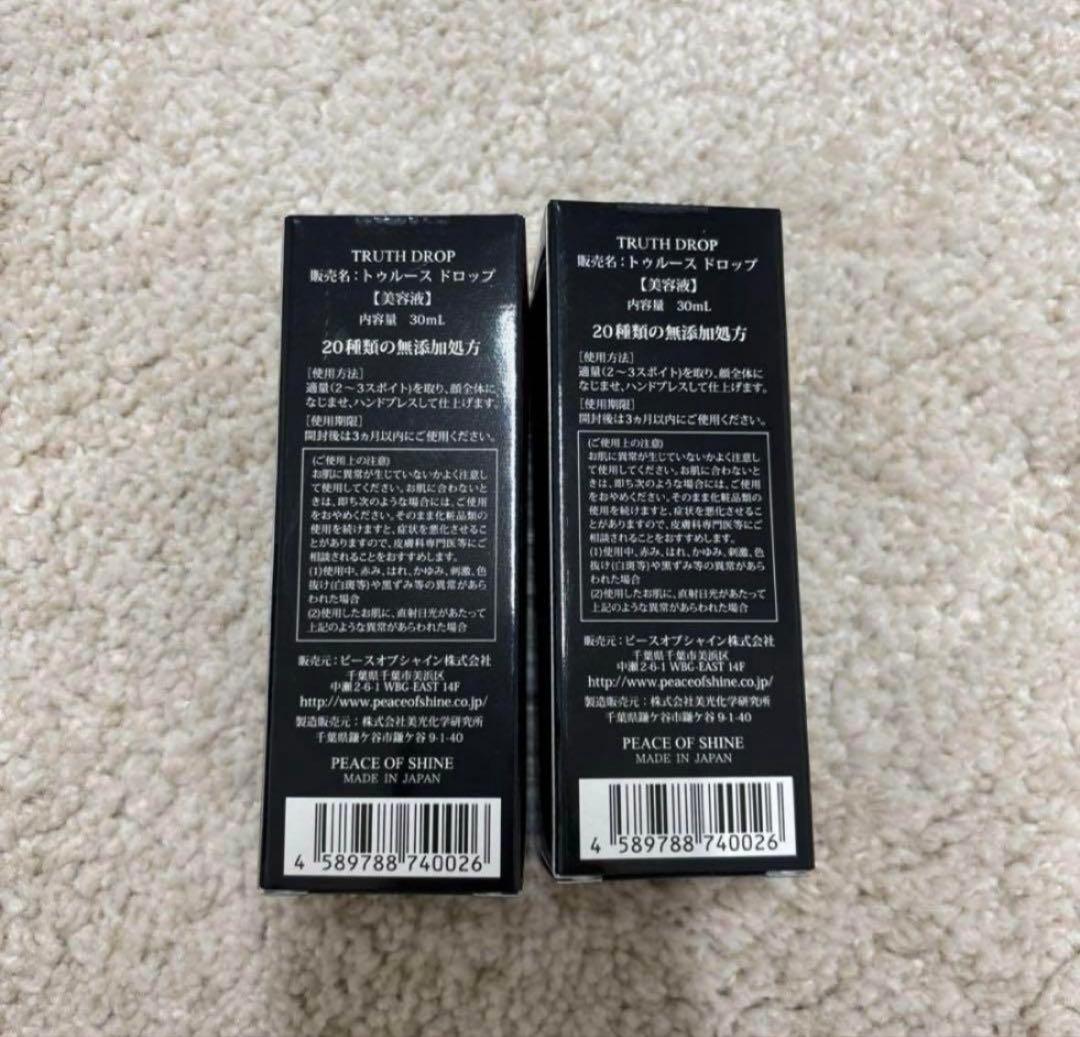 TRUTH DROP
販売名：トゥルース ドロップ
【美容液】
内容量　30mL
20種類の無添加処方
［使用方法］
適量(2～3スポイト)を取り、顔全体に
なじませ、ハンドプレスして仕上げます。
［使用期限］
開封後は3ヵ月以内にご使用ください。
(ご使用上の注意)
お肌に異常が生じていないかよく注意し
て使用してください。お肌に合わないと
きは、即ち次のような場合には、ご使用
をおやめください。そのまま化粧品類の
使用を続けますと、症状を悪化させるこ
とがありますので、皮膚科専門医等にご
相談されることをおすすめします。
(1)使用中、赤み、はれ、かゆみ、刺激、色
抜け(白斑等)や黒ずみ等の異常があら
われた場合
(2)使用したお肌に、直射日光があたって
上記のような異常があらわれた場合
販売元：ピースオブシャイン株式会社
千葉県千葉市美浜区
中瀬2-6-1 WBG-EAST 14F
http://www.peaceofshine.co.jp/
製造販売元：株式会社美光化学研究所
千葉県鎌ケ谷市鎌ケ谷 9-1-40
PEACE OF SHINE
MADE IN JAPAN
4 589788 740026
TRUTH DROP
販売名：トゥルース ドロップ
【美容液】
内容量　30mL
20種類の無添加処方
［使用方法］
適量(2～3スポイト)を取り、顔全体に
なじませ、ハンドプレスして仕上げます。
［使用期限］
開封後は3ヵ月以内にご使用ください。
(ご使用上の注意)
お肌に異常が生じていないかよく注意し
て使用してください。お肌に合わないと
きは、即ち次のような場合には、ご使用
をおやめください。そのまま化粧品類の
使用を続けますと、症状を悪化させるこ
とがありますので、皮膚科専門医等にご
相談されることをおすすめします。
(1)使用中、赤み、はれ、かゆみ、刺激、色
抜け(白斑等)や黒ずみ等の異常があら
われた場合
(2)使用したお肌に、直射日光があたって
上記のような異常があらわれた場合
販売元：ピースオブシャイン株式会社
千葉県千葉市美浜区
中瀬2-6-1 WBG-EAST 14F
http://www.peaceofshine.co.jp/
製造販売元：株式会社美光化学研究所
千葉県鎌ケ谷市鎌ケ谷 9-1-40
PEACE OF SHINE
MADE IN JAPAN
4 589788 740026